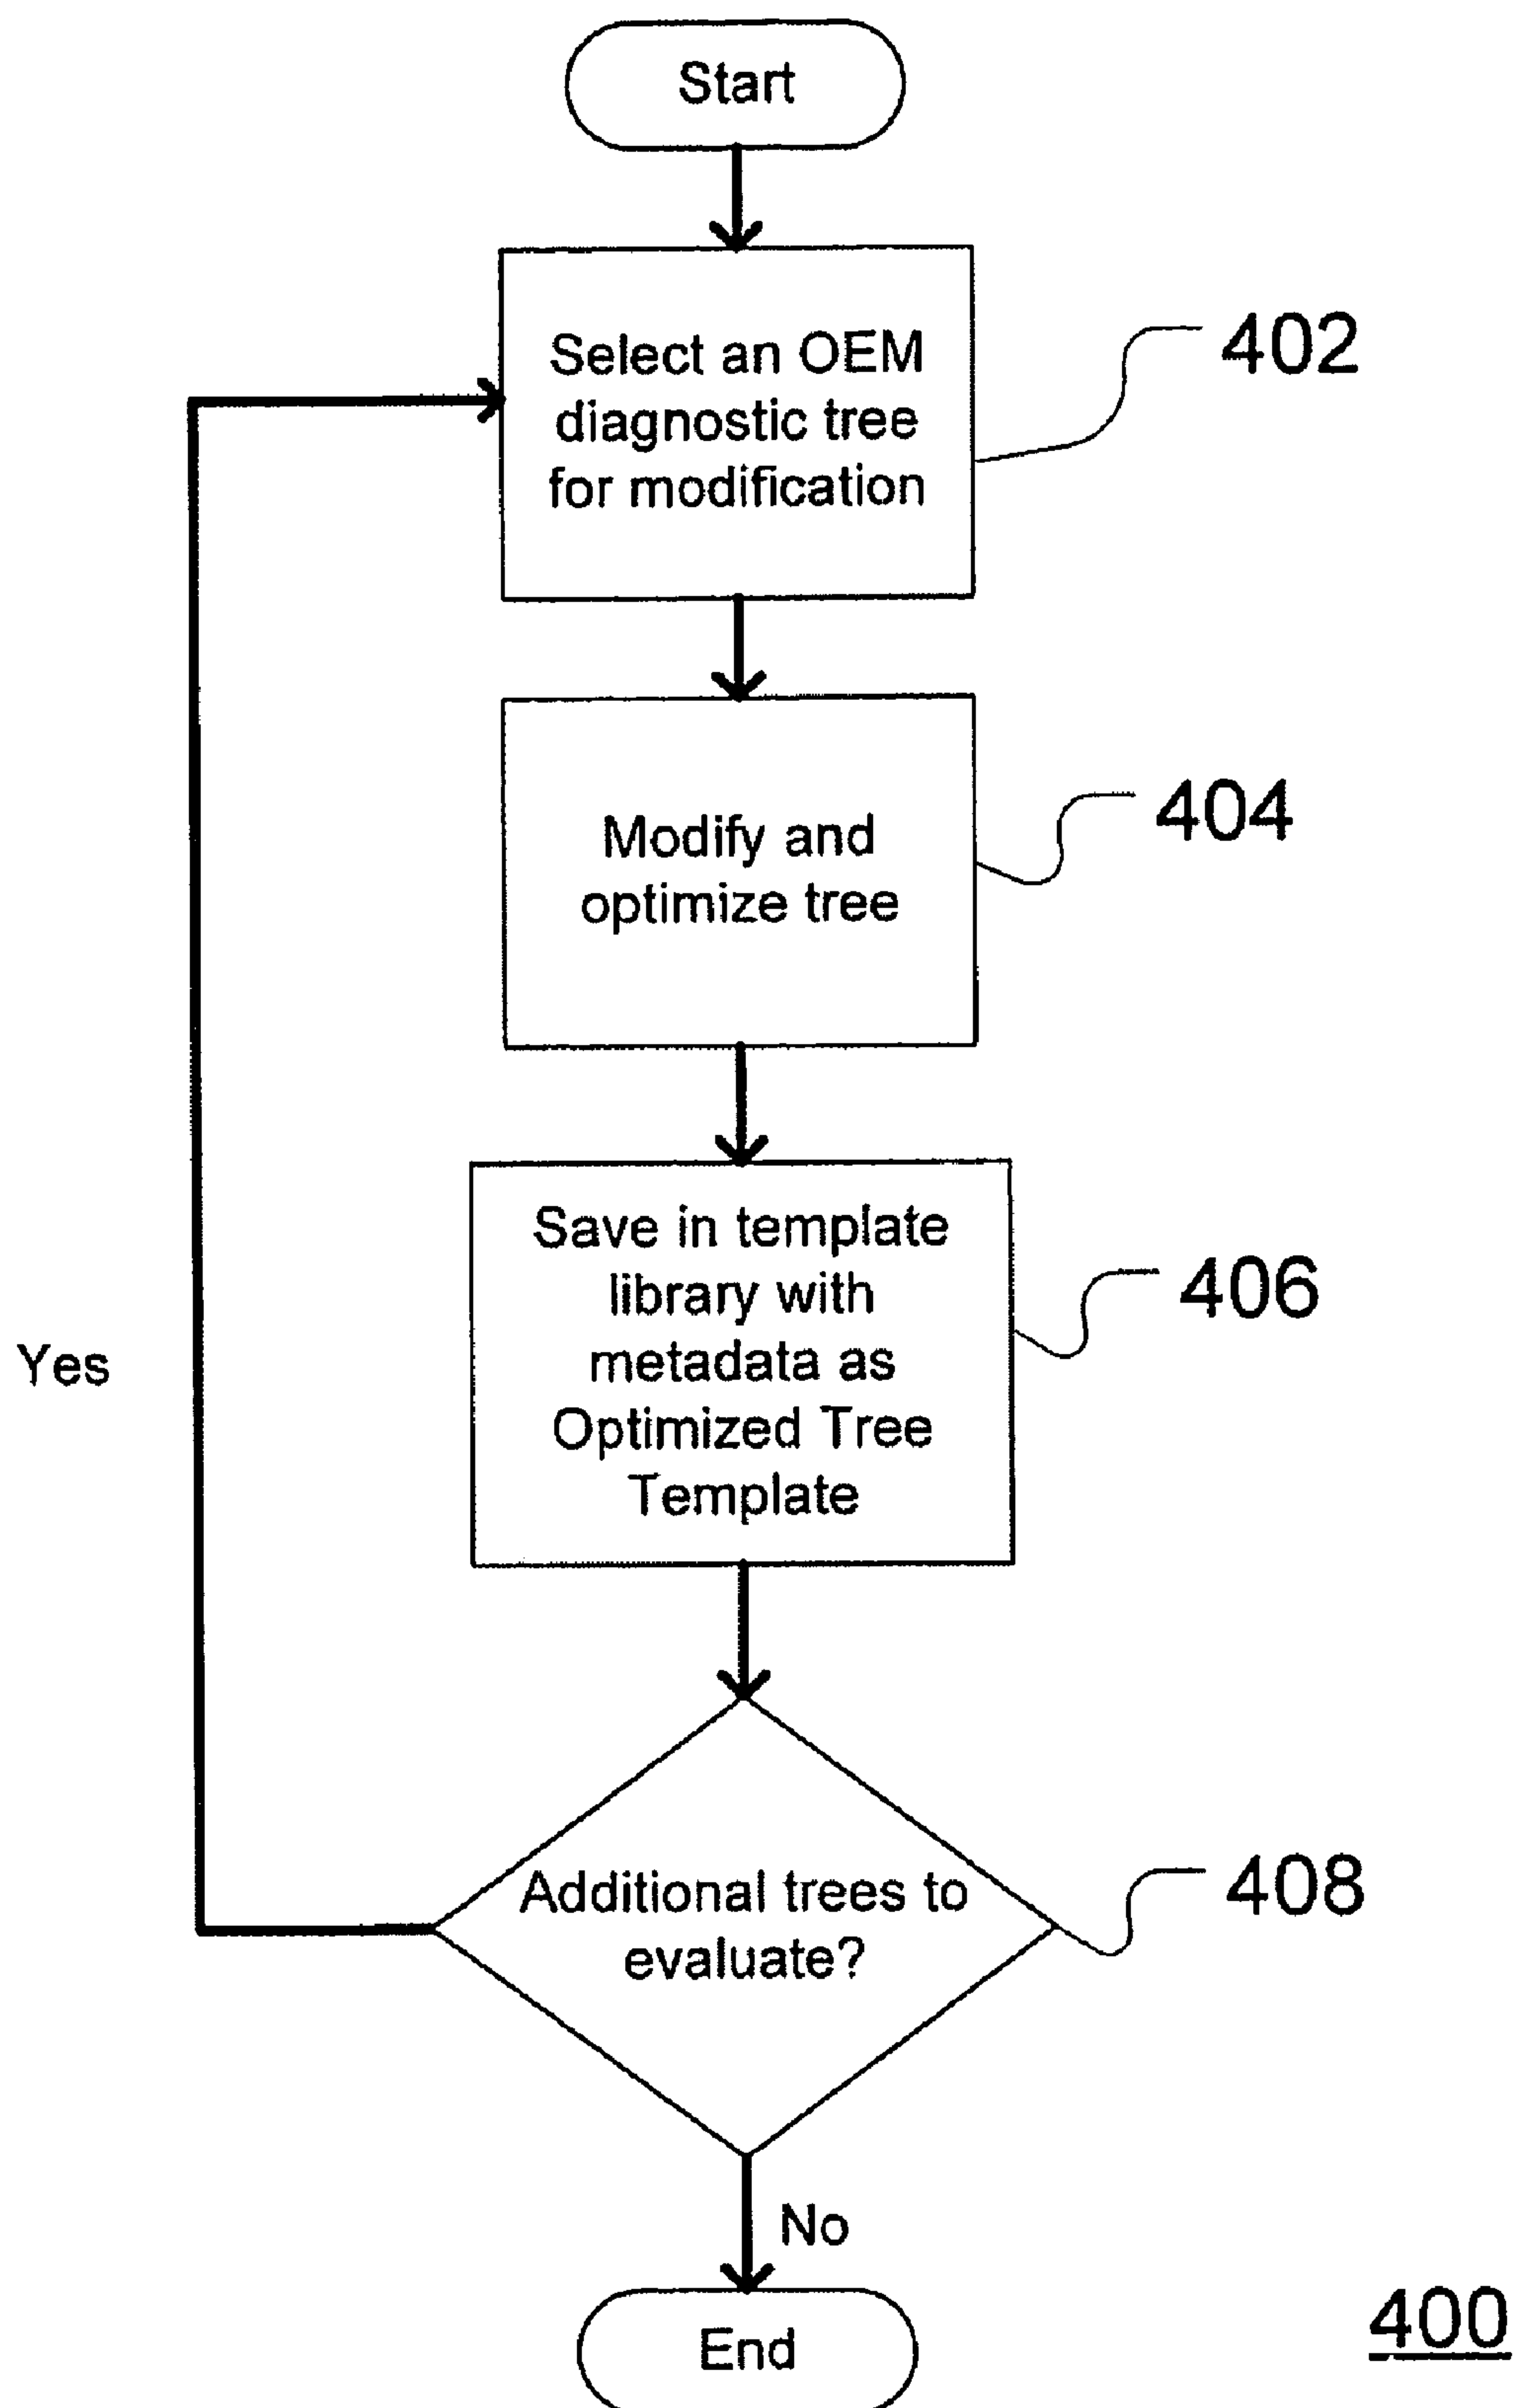 Start
Select an OEM
diagnostic tree
for modification
402
Modify and
optimize tree
404
Save in template
library with
metadata as
Optimized Tree
Template
406
Yes
Additional trees to
evaluate?
408
No
End
400